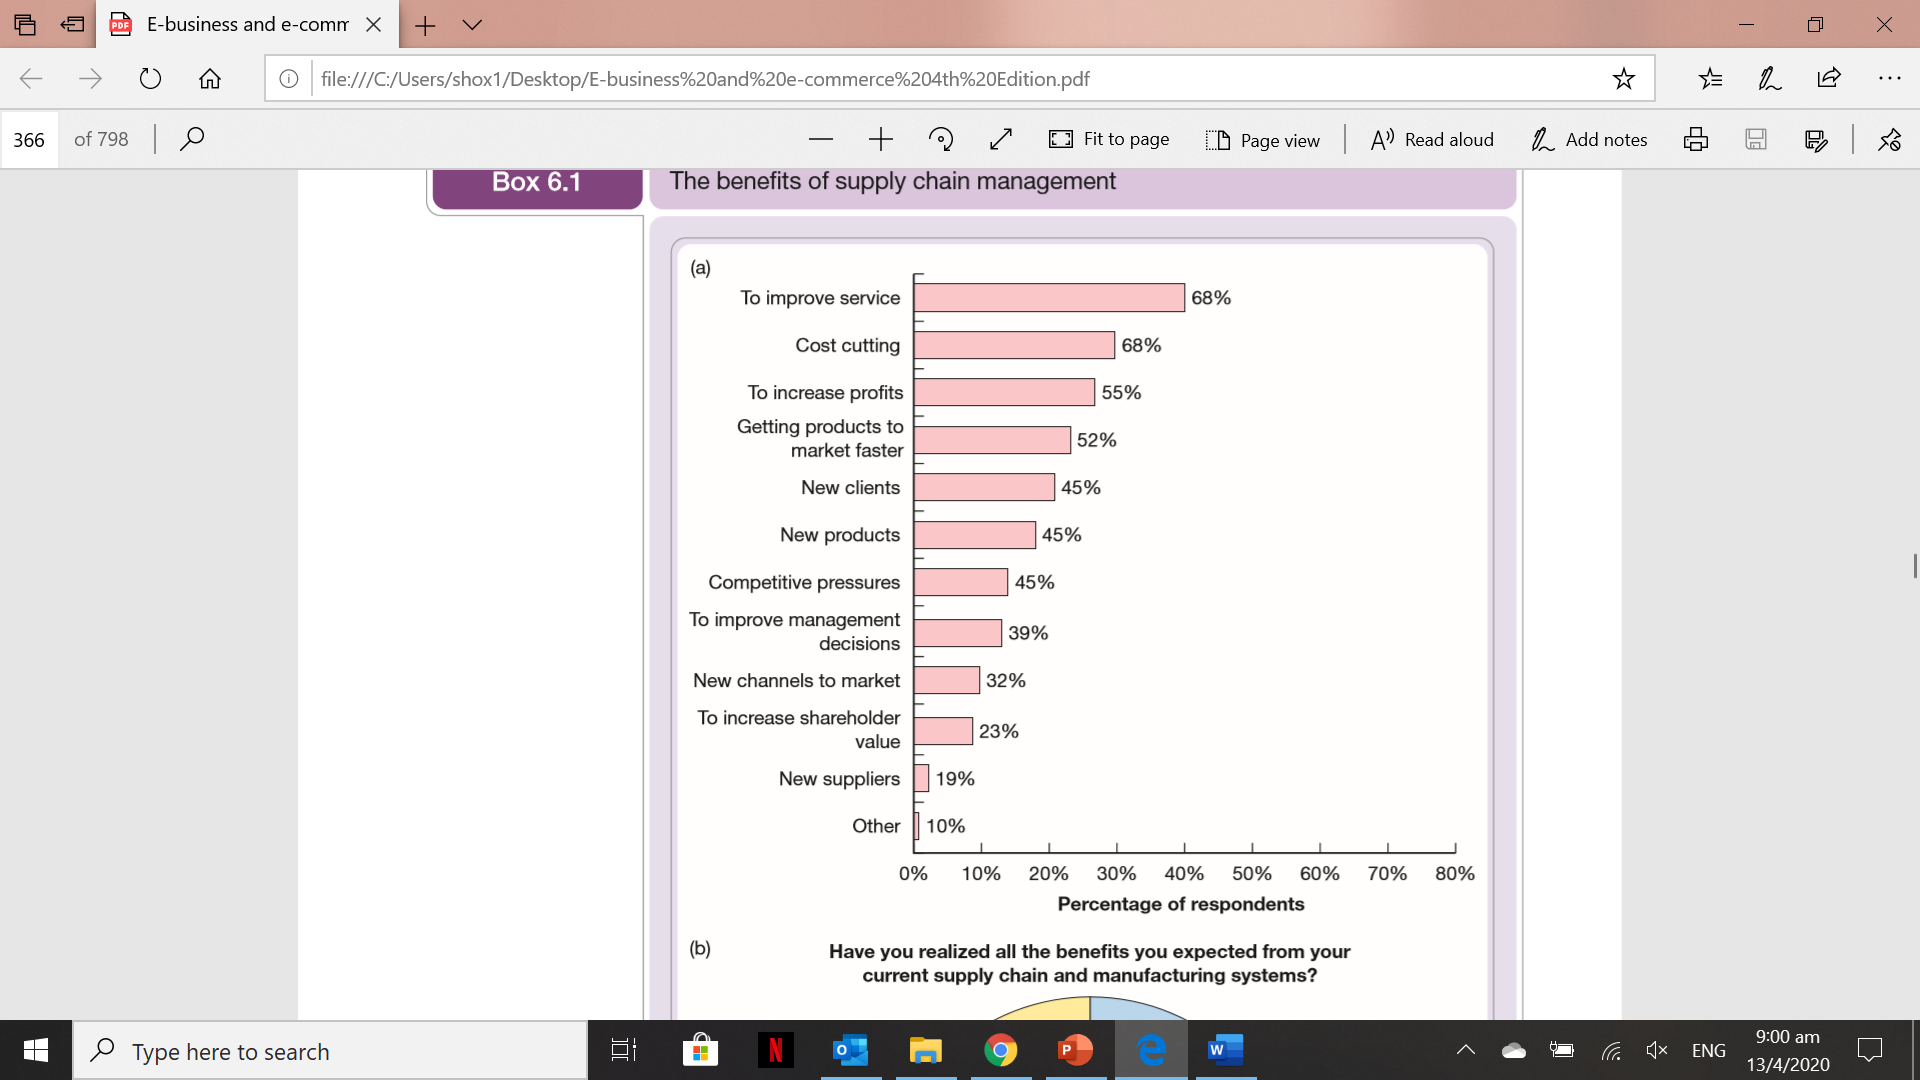 E-business and e-comm
file:///C:/Users/shox1/Desktop/E-business%20and%20e-commerce%204th%20Edition.pdf
366 of 798
Fit to page
Page view
Read aloud
Add notes
Box 6.1
The benefits of supply chain management
(a)
To improve service 68%
Cost cutting 68%
To increase profits 55%
Getting products to
market faster 52%
New clients 45%
New products 45%
Competitive pressures 45%
To improve management
decisions 39%
New channels to market 32%
To increase shareholder
value 23%
New suppliers 19%
Other 10%
0% 10% 20% 30% 40% 50% 60% 70% 80%
Percentage of respondents
(b)
Have you realized all the benefits you expected from your
current supply chain and manufacturing systems?
Type here to search
ENG
9:00 am
13/4/2020